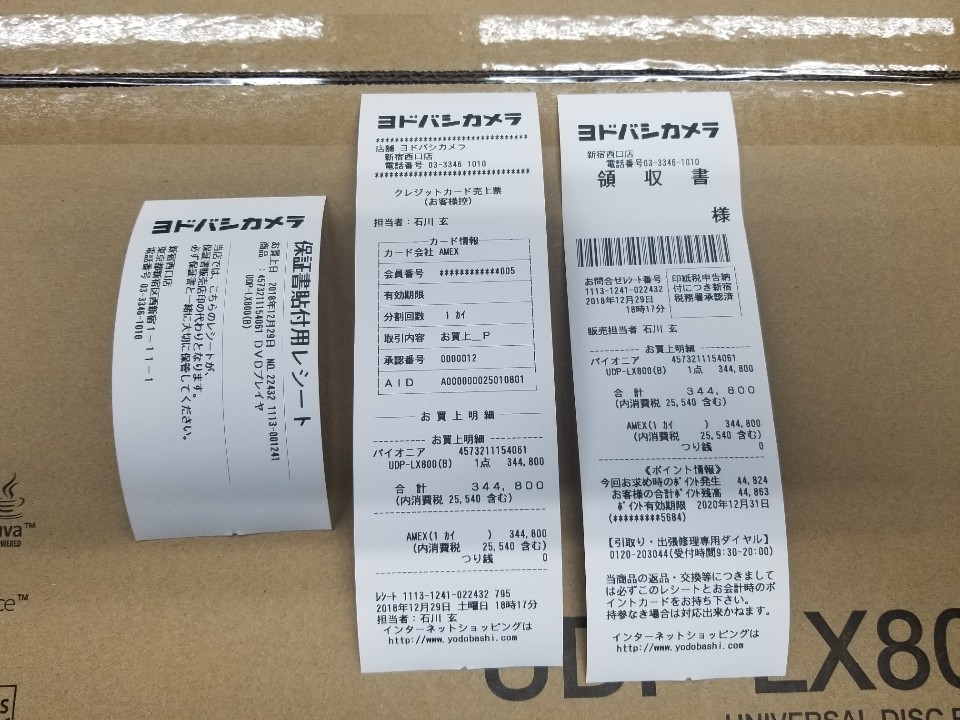 ヨドバシカメラ
保証書貼付用レシート
お買上日 2018年12月29日 NO.22432 1113-001241
商品 :4573211154061 DVDプレイヤ
UDP-LX800(B)
当店では、こちらのレシートが、
保証書販売店印の代わりとなります。
必ず保証書と一緒に大切に保管してください。
新宿西口店
東京都新宿区西新宿1-11-1
電話番号 03-3346-1010
ヨドバシカメラ
店舗 ヨドバシカメラ
新宿西口店
電話番号 03-3346-1010
クレジットカード売上票
(お客様控)
担当者:石川 玄
カード情報
カード会社 AMEX
会員番号 ************005
有効期限
分割回数 1 カイ
取引内容 お買上__P
承認番号 0000012
AID A000000025010801
お買上明細
お買上明細
パイオニア 4573211154061
UDP-LX800(B) 1点 344,800
合 計 344,800
(内消費税 25,540 含む)
AMEX(1 カイ ) 344,800
(内消費税 25,540 含む)
つり銭 0
レシート 1113-1241-022432 795
2018年12月29日 土曜日 18時17分
担当者:石川 玄
インターネットショッピングは
http://www.yodobashi.com
ヨドバシカメラ
新宿西口店
電話番号03-3346-1010
領 収 書
様
お問合せレシート番号
1113-1241-022432
2018年12月29日
18時17分
印紙税申告納
付につき新宿
税務署承認済
販売担当者 石川 玄
お買上明細
パイオニア 4573211154061
UDP-LX800(B) 1点 344,800
合 計 344,800
(内消費税 25,540 含む)
AMEX(1 カイ ) 344,800
(内消費税 25,540 含む)
つり銭 0
《ポイント情報》
今回お求め時のポイント発生 44,824
お客様の合計ポイント残高 44,863
ポイント有効期限 2020年12月31日
(*********5684)
【引取り・出張修理専用ダイヤル】
0120-203044(受付時間9:30-20:00)
当商品の返品・交換等につきまして
は必ずこのレシートとお会計時のポ
イントカードをお持ち下さい。
持参なき場合は対応出来かねます。
インターネットショッピングは
http://www.yodobashi.com
UDP-LX80
UNIVERSAL DISC